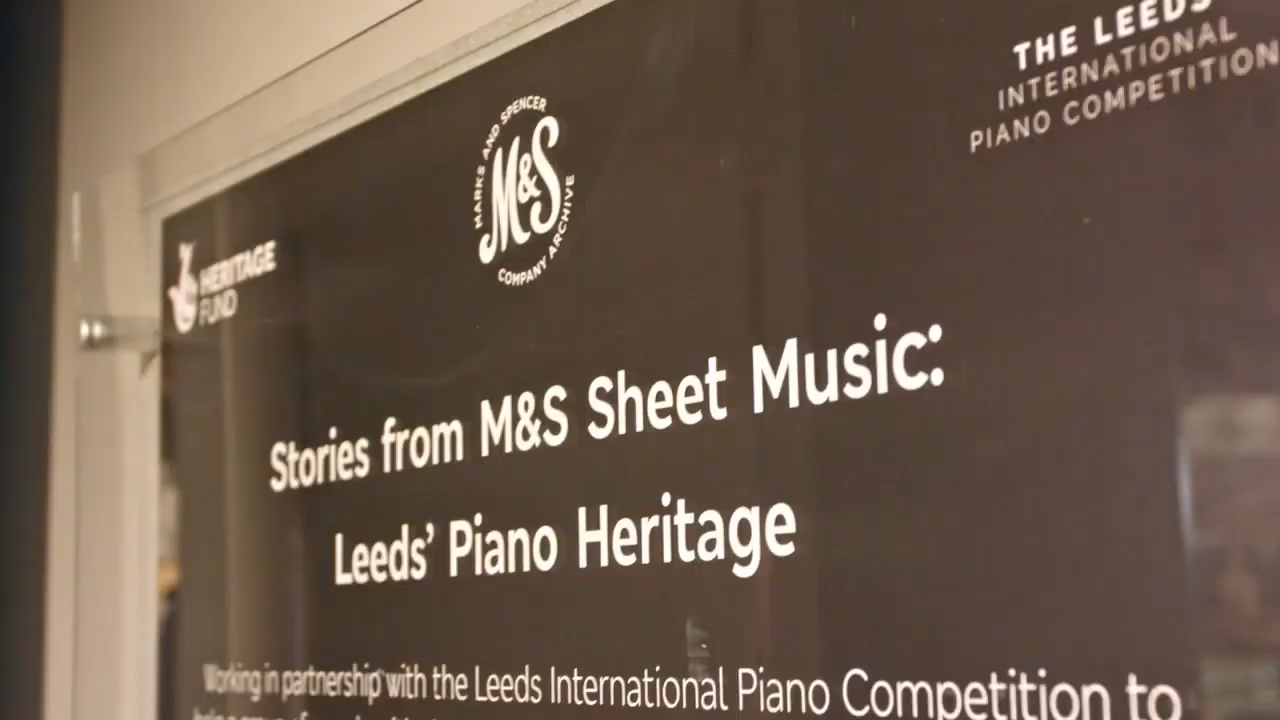 THE LEEDS
INTERNATIONAL
PIANO COMPETITION
MARKS AND SPENCER
M&S
COMPANY ARCHIVE
HERITAGE
FUND
Stories from M&S Sheet Music:
Leeds' Piano Heritage
Working in partnership with the Leeds International Piano Competition to